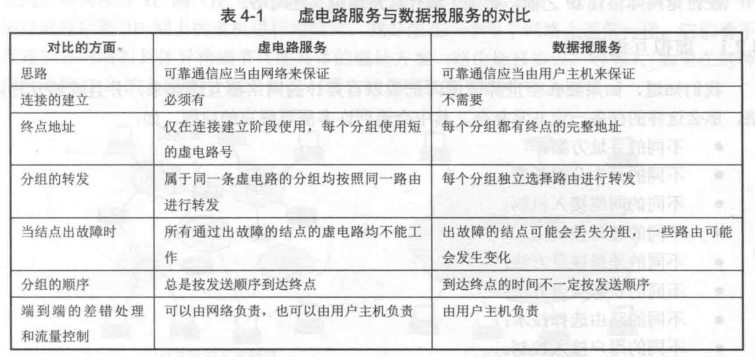 表 4-1 虚电路服务与数据报服务的对比
对比的方面 虚电路服务 数据报服务
思路 可靠通信应当由网络来保证 可靠通信应当由用户主机来保证
连接的建立 必须有 不需要
终点地址 仅在连接建立阶段使用，每个分组使用短 每个分组都有终点的完整地址
的虚电路号
分组的转发 属于同一条虚电路的分组均按照同一路由 每个分组独立选择路由进行转发
进行转发
当结点出故障时 所有通过出故障的结点的虚电路均不能工 出故障的结点可能会丢失分组，一些路由可能
作 会发生变化
分组的顺序 总是按发送顺序到达终点 到达终点的时间不一定按发送顺序
端到端的差错处理 可以由网络负责，也可以由用户主机负责 由用户主机负责
和流量控制